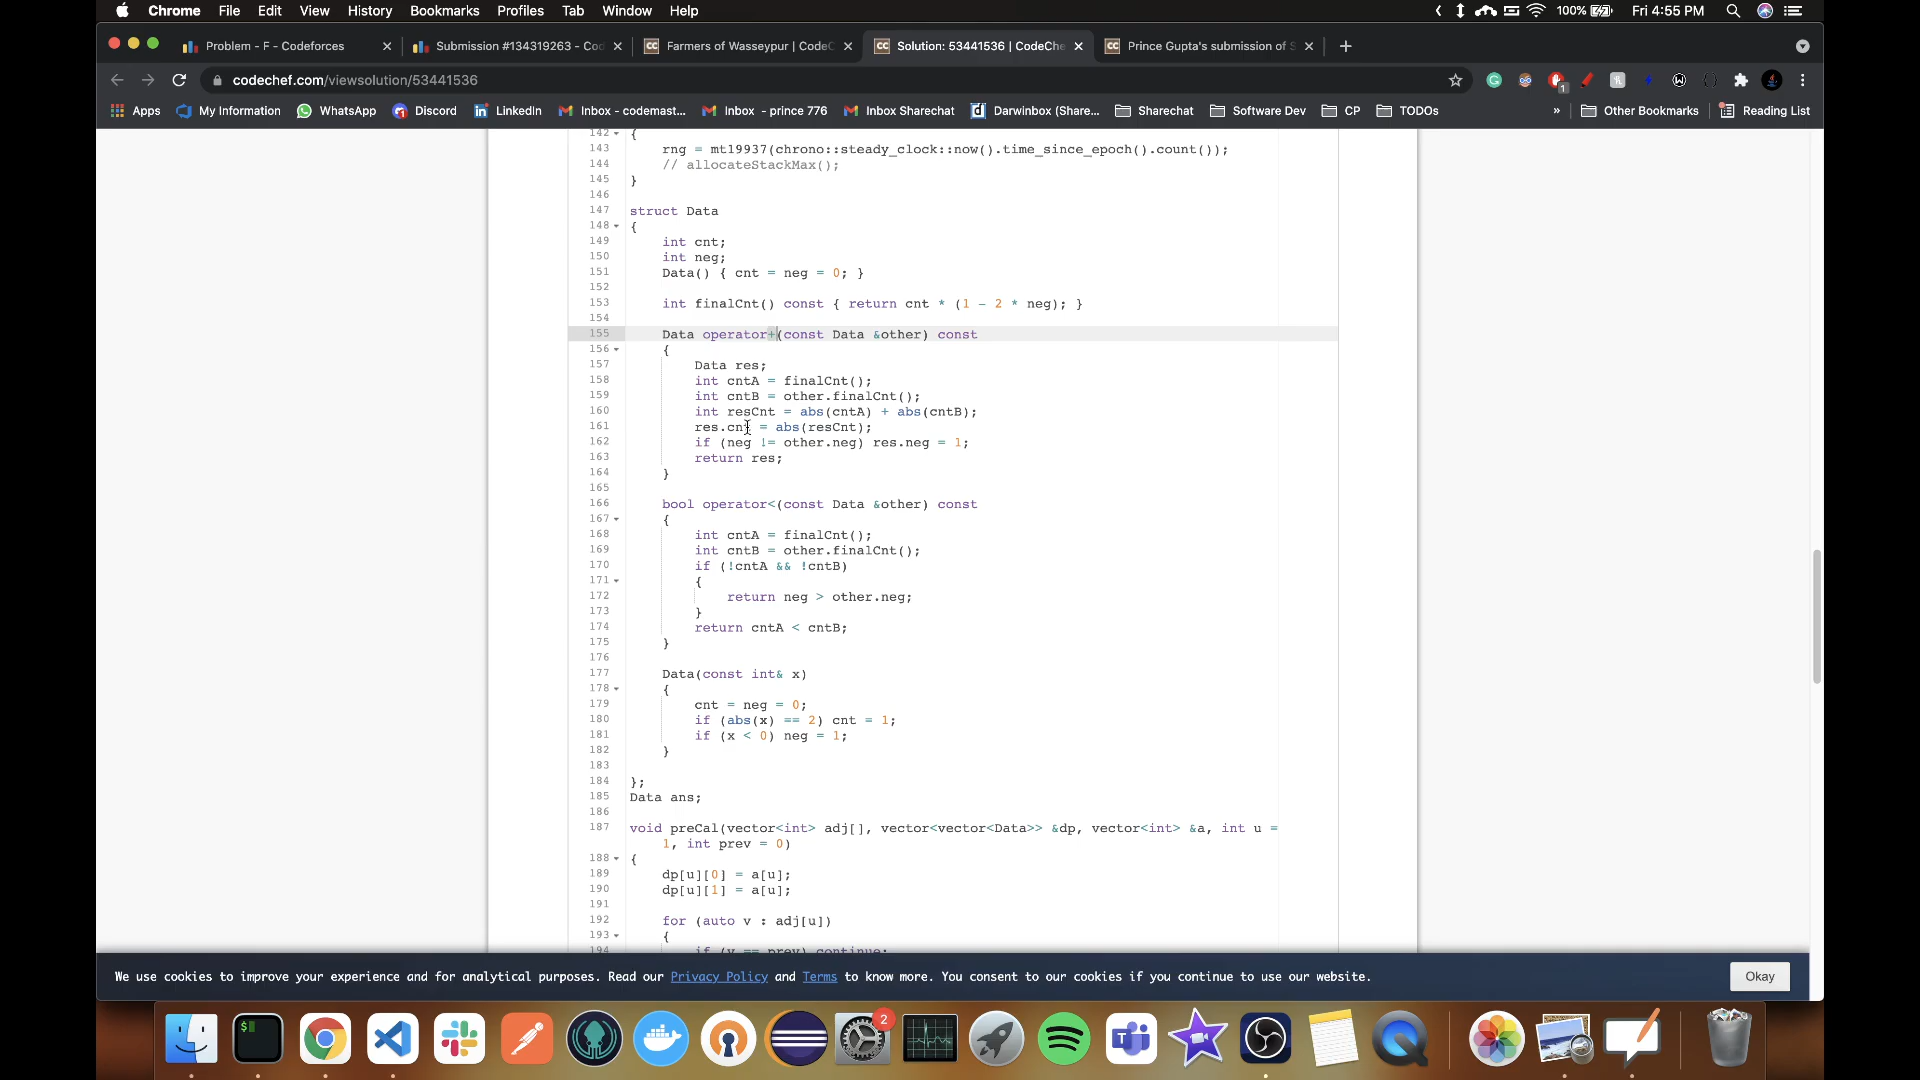 Chrome File Edit View History Bookmarks Profiles Tab Window Help 100% Fri 4:55 PM
Problem - F - Codeforces Submission #134319263 - Cod Farmers of Wasseypur | CodeC Solution: 53441536 | CodeChe Prince Gupta's submission of S
codechef.com/viewsolution/53441536 1
Apps My Information WhatsApp Discord LinkedIn Inbox - codemast... Inbox - prince 776 Inbox Sharechat Darwinbox (Share... Sharechat Software Dev CP TODOs » Other Bookmarks Reading List
142 {
143 rng = mt19937(chrono::steady_clock::now().time_since_epoch().count());
144 // allocateStackMax();
145 }
146
147 struct Data
148 {
149 int cnt;
150 int neg;
151 Data() { cnt = neg = 0; }
152
153 int finalCnt() const { return cnt * (1 - 2 * neg); }
154
155 Data operator+(const Data &other) const
156 {
157 Data res;
158 int cntA = finalCnt();
159 int cntB = other.finalCnt();
160 int resCnt = abs(cntA) + abs(cntB);
161 res.cnt = abs(resCnt);
162 if (neg != other.neg) res.neg = 1;
163 return res;
164 }
165
166 bool operator<(const Data &other) const
167 {
168 int cntA = finalCnt();
169 int cntB = other.finalCnt();
170 if (!cntA && !cntB)
171 {
172 return neg > other.neg;
173 }
174 return cntA < cntB;
175 }
176
177 Data(const int& x)
178 {
179 cnt = neg = 0;
180 if (abs(x) == 2) cnt = 1;
181 if (x < 0) neg = 1;
182 }
183
184 };
185 Data ans;
186
187 void preCal(vector<int> adj[], vector<vector<Data>> &dp, vector<int> &a, int u =
1, int prev = 0)
188 {
189 dp[u][0] = a[u];
190 dp[u][1] = a[u];
191
192 for (auto v : adj[u])
193 {
194 if (v == prev) continue;
We use cookies to improve your experience and for analytical purposes. Read our Privacy Policy and Terms to know more. You consent to our cookies if you continue to use our website. Okay
$ 2